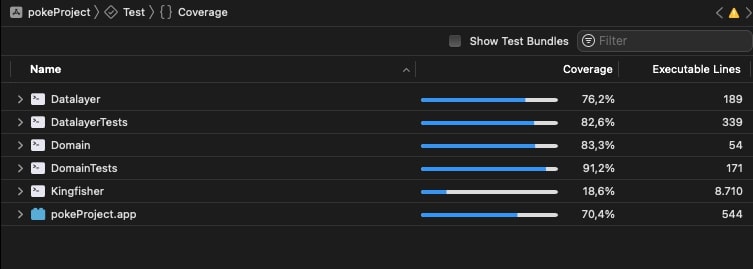 pokeProject > Test > {} Coverage
Show Test Bundles Filter
Name Coverage Executable Lines
Datalayer 76,2% 189
DatalayerTests 82,6% 339
Domain 83,3% 54
DomainTests 91,2% 171
Kingfisher 18,6% 8.710
pokeProject.app 70,4% 544